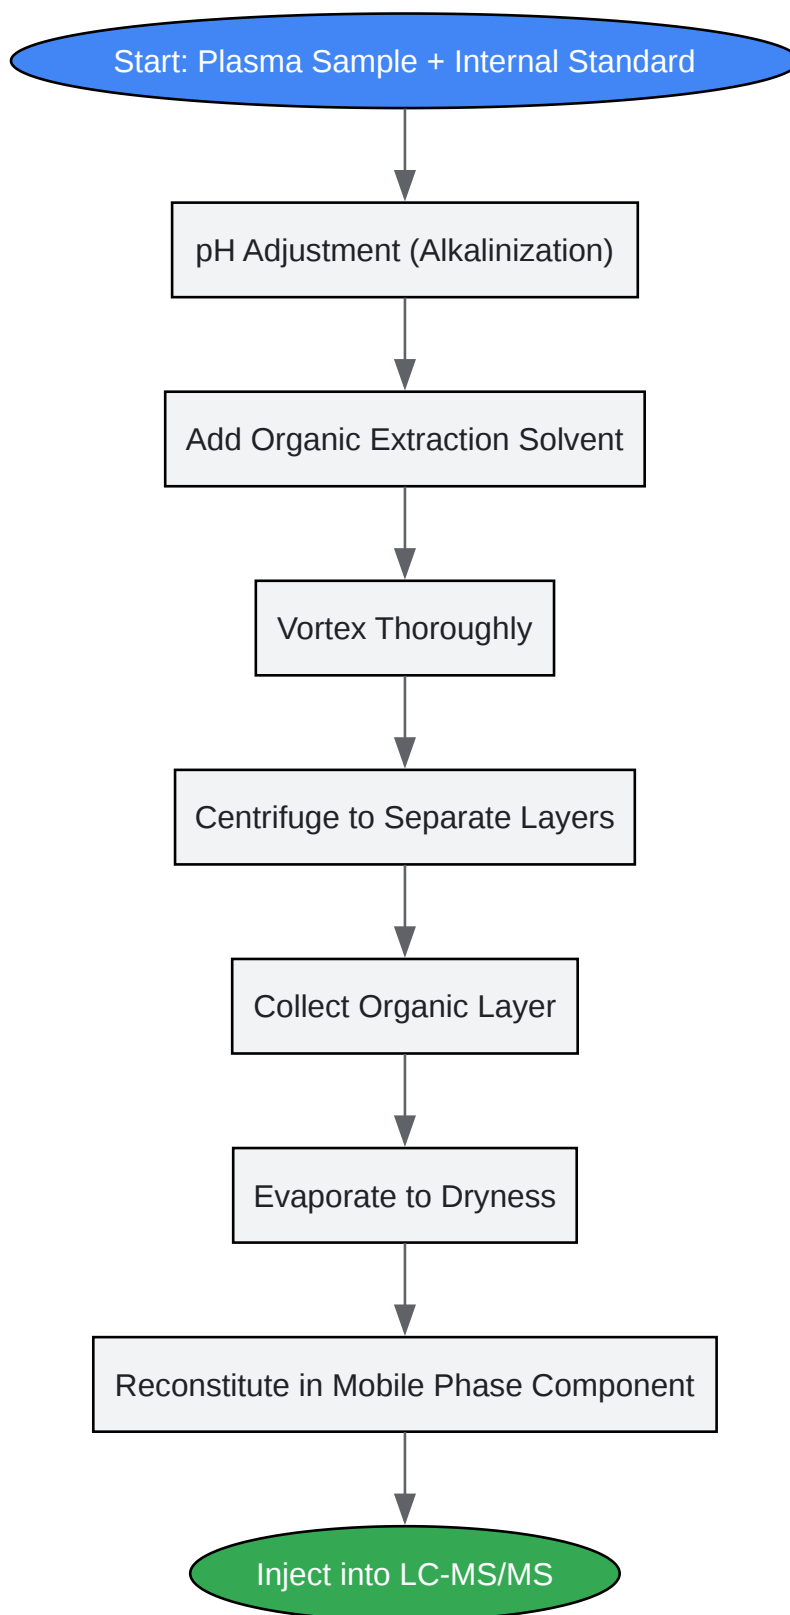 Start: Plasma Sample + Internal Standard
pH Adjustment (Alkalinization)
Add Organic Extraction Solvent
Vortex Thoroughly
Centrifuge to Separate Layers
Collect Organic Layer
Evaporate to Dryness
Reconstitute in Mobile Phase Component
Inject into LC-MS/MS